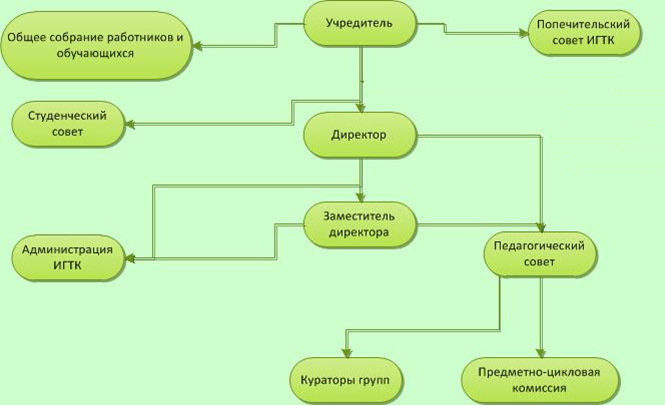 Учредитель
Общее собрание работников и
обучающихся
Попечительский
совет ИГТК
Студенческий
совет
Директор
Заместитель
директора
Администрация
ИГТК
Педагогический
совет
Кураторы групп
Предметно-цикловая
комиссия